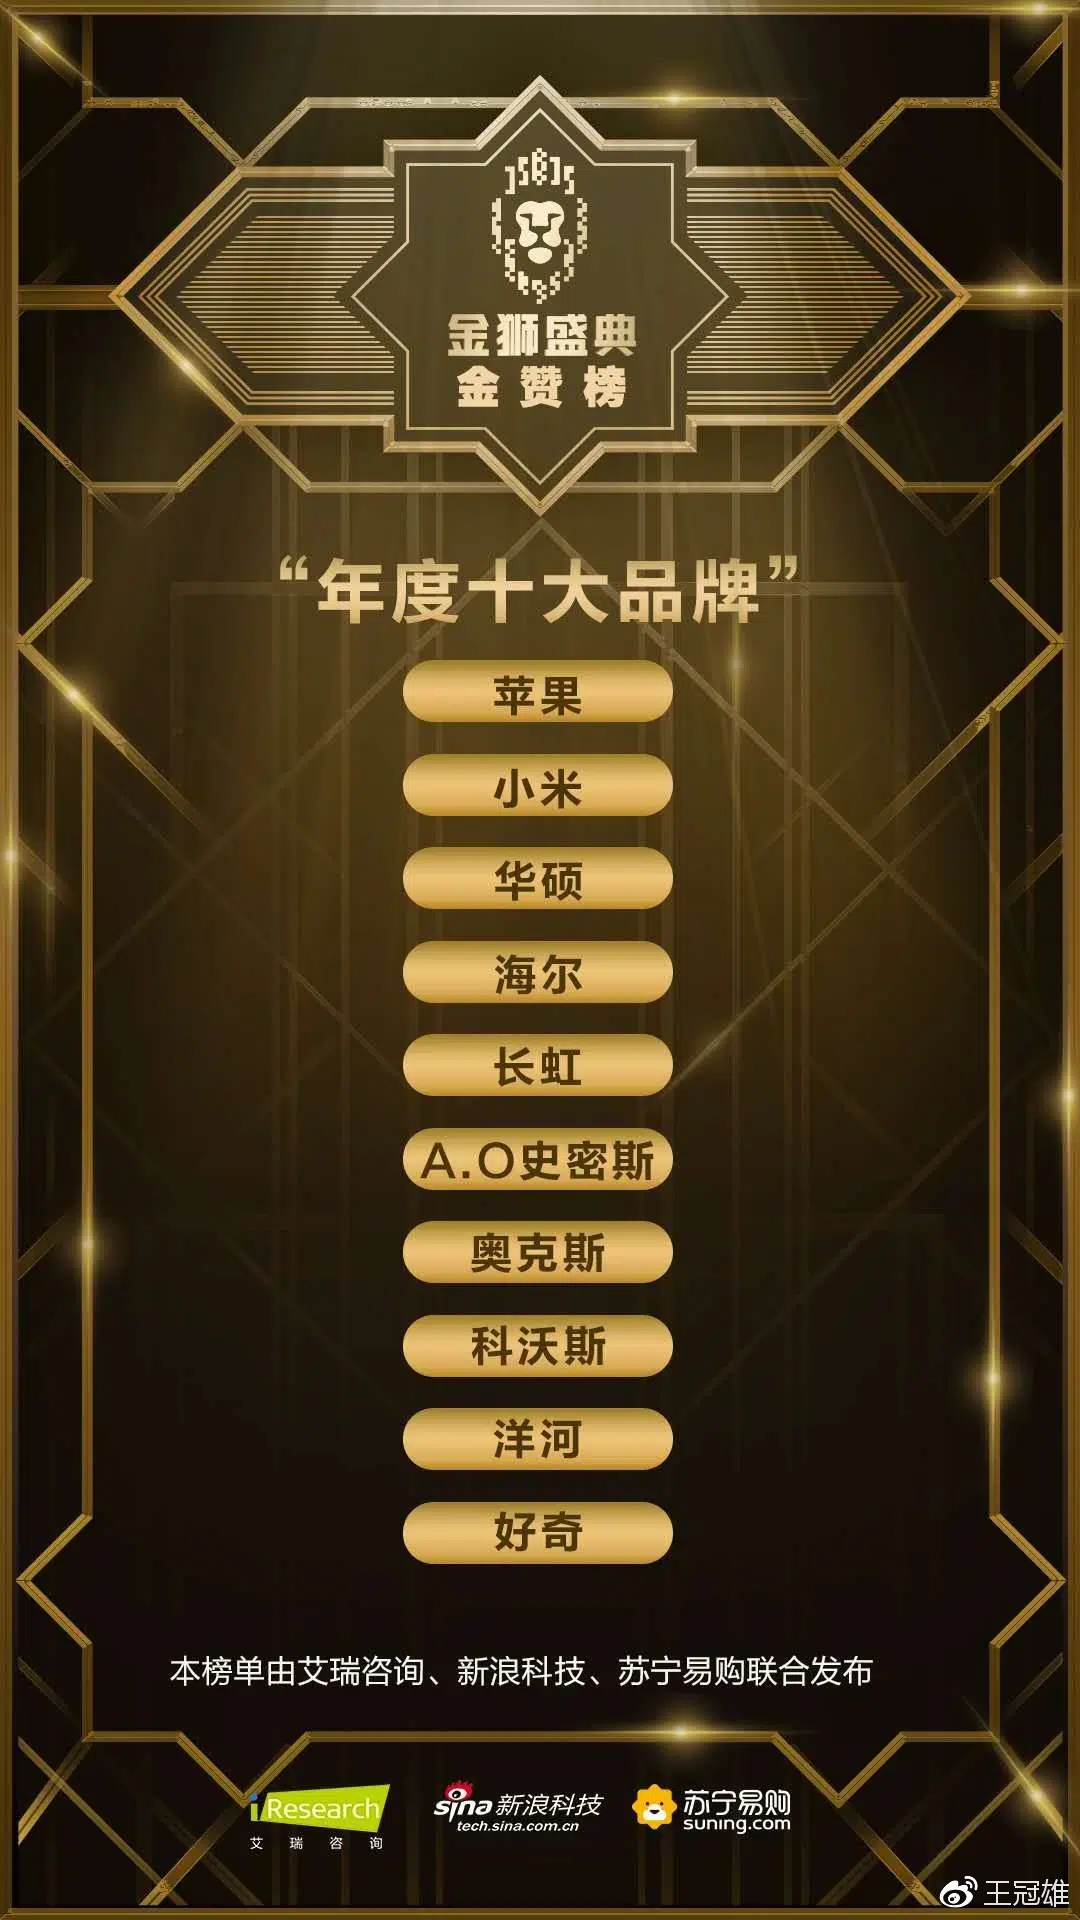 金狮盛典
金赞榜
“年度十大品牌”
苹果
小米
华硕
海尔
长虹
A.O史密斯
奥克斯
科沃斯
洋河
好奇
本榜单由艾瑞咨询、新浪科技、苏宁易购联合发布
iResearch
艾瑞咨询
sina新浪科技
tech.sina.com.cn
苏宁易购
suning.com
王冠雄